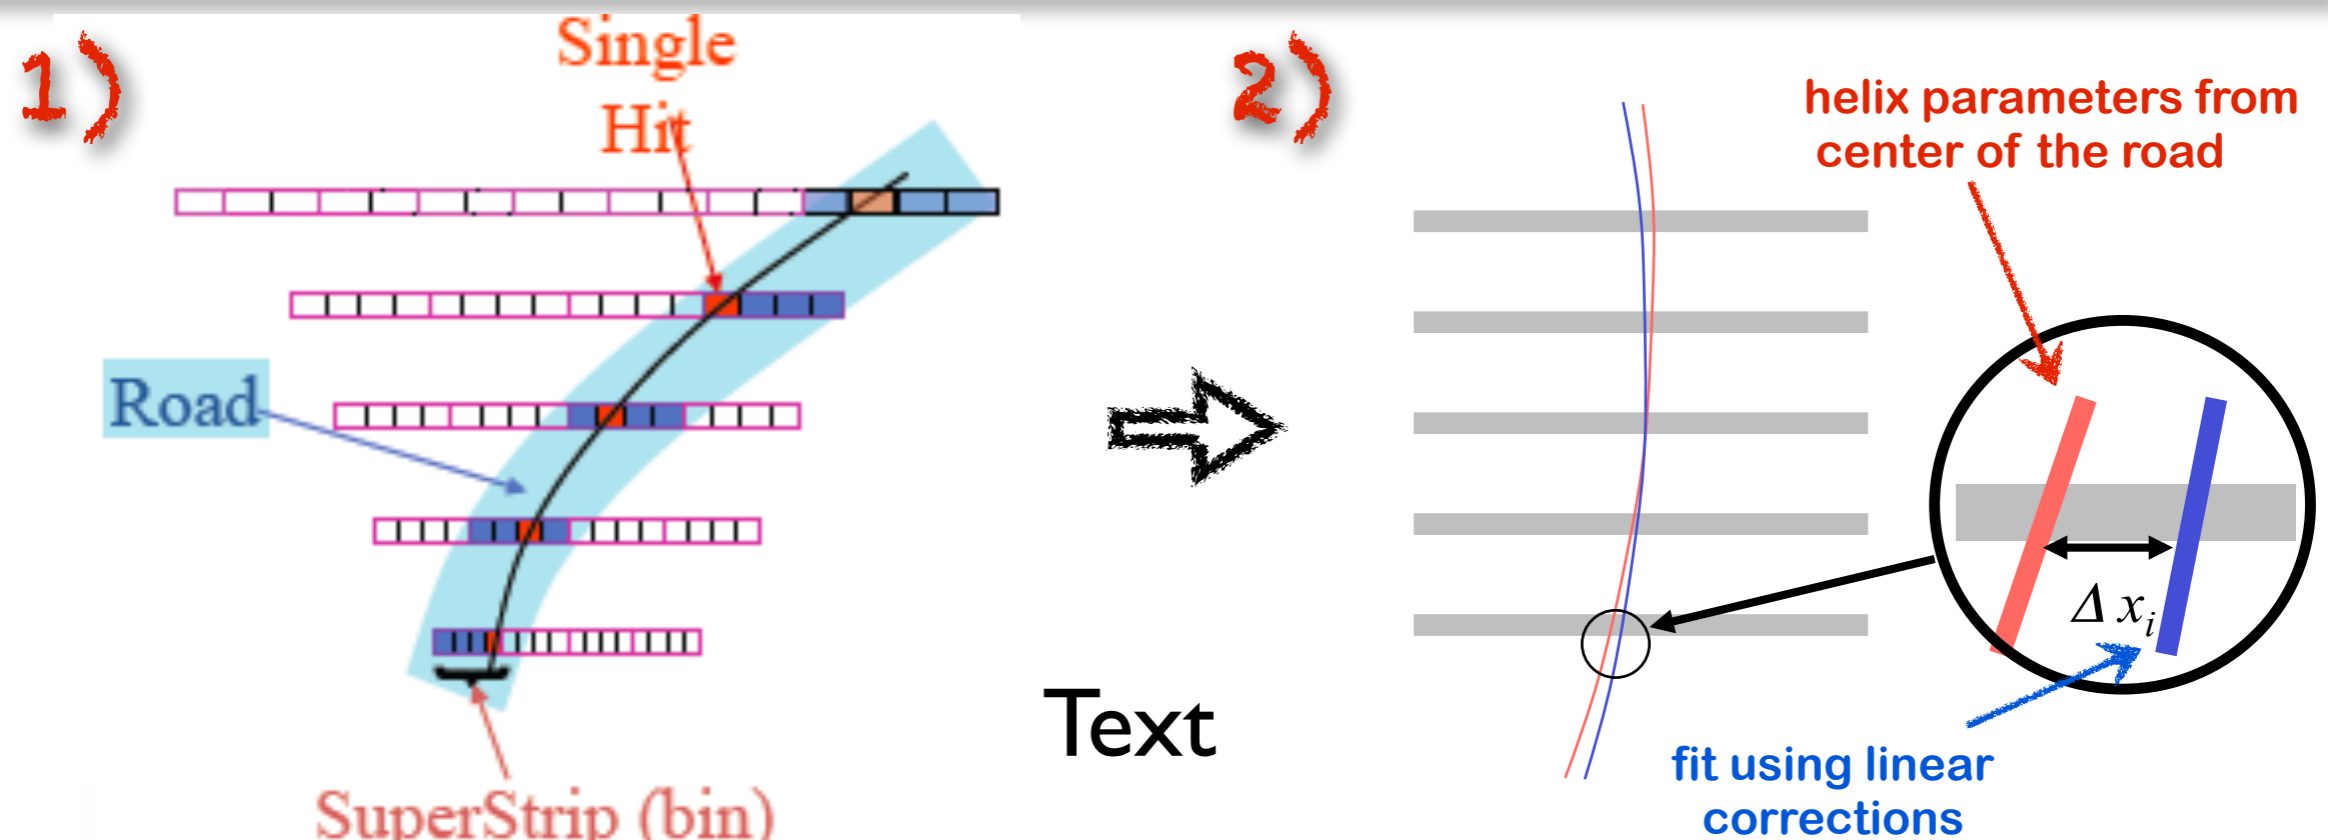 1)
Single
Hit
Road
SuperStrip (bin)
Text
2)
helix parameters from
center of the road
Δ xᵢ
fit using linear
corrections